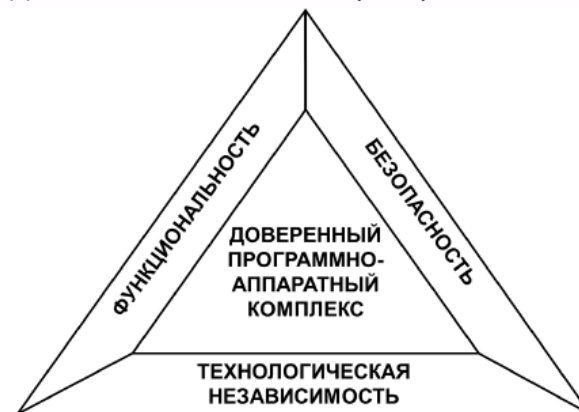 ФУНКЦИОНАЛЬНОСТЬ
БЕЗОПАСНОСТЬ
ДОВЕРЕННЫЙ
ПРОГРАММНО-
АППАРАТНЫЙ
КОМПЛЕКС
ТЕХНОЛОГИЧЕСКАЯ
НЕЗАВИСИМОСТЬ